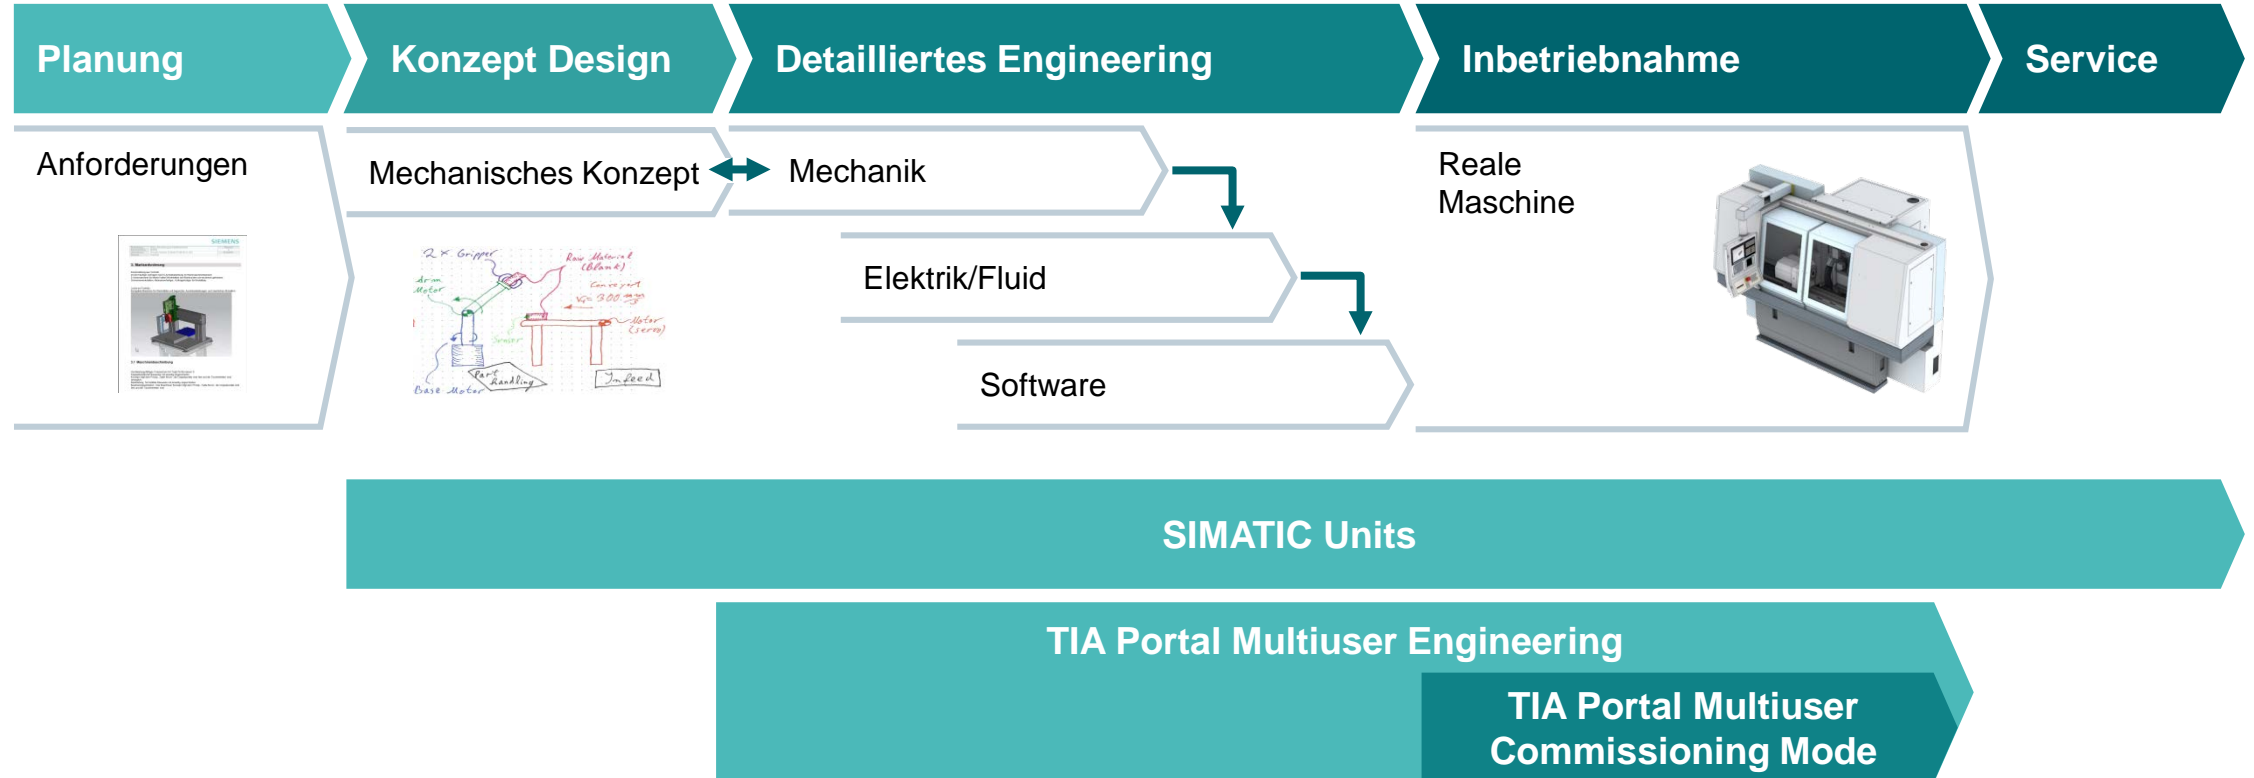 Planung
Konzept Design
Detailliertes Engineering
Inbetriebnahme
Service
Anforderungen
Mechanisches Konzept
Mechanik
Reale
Maschine
Elektrik/Fluid
Software
SIEMENS
2 x Gripper
Raw Material
(Blank)
Arm
Motor
Motor
(servo)
Sensor
Part
handling
Infeed
Base Motor
SIMATIC Units
TIA Portal Multiuser Engineering
TIA Portal Multiuser
Commissioning Mode